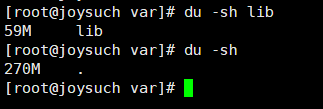 [root@joysuch var]# du -sh lib
59M     lib
[root@joysuch var]# du -sh
270M    .
[root@joysuch var]#